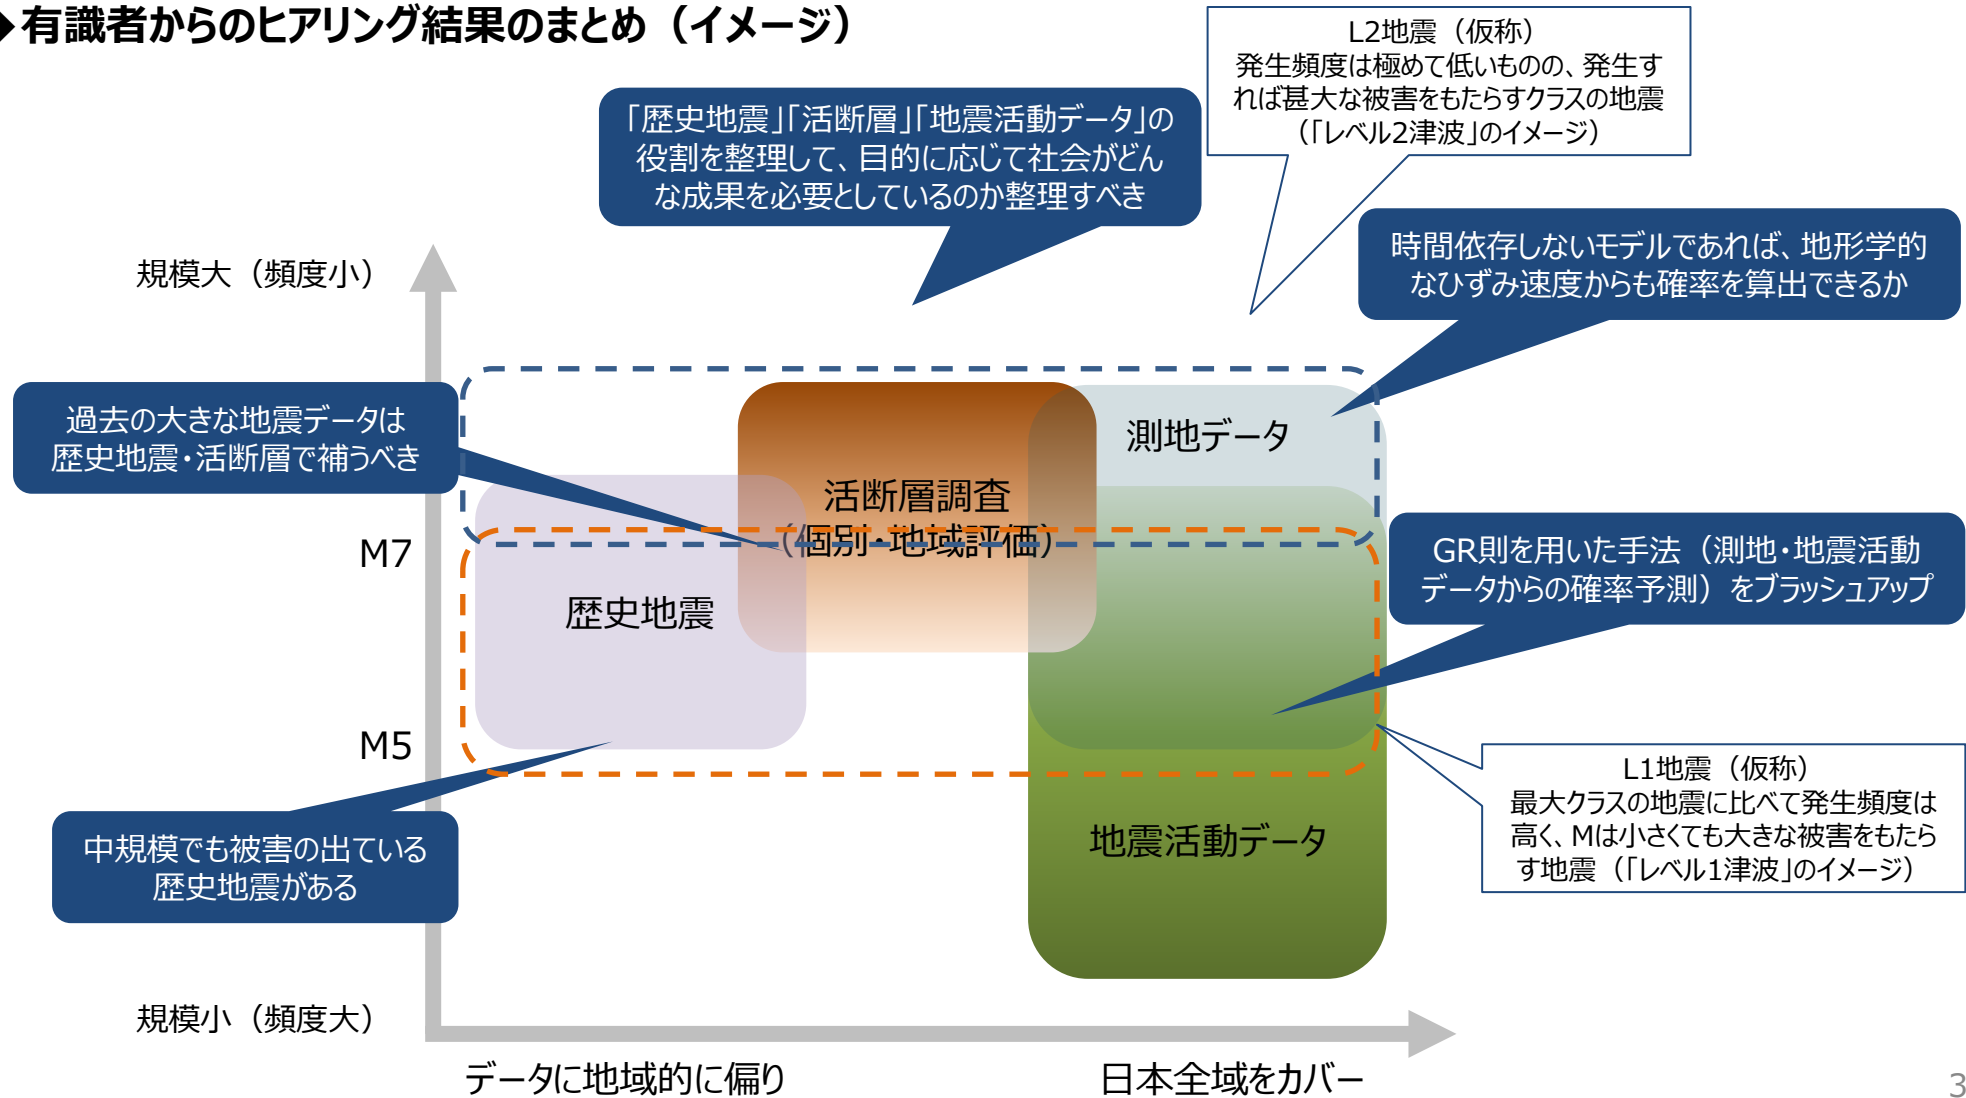 ◆有識者からのヒアリング結果のまとめ（イメージ）
L2地震（仮称）
発生頻度は極めて低いものの、発生す
れば甚大な被害をもたらすクラスの地震
（「レベル2津波」のイメージ）
「歴史地震」「活断層」「地震活動データ」の
役割を整理して、目的に応じて社会がどん
な成果を必要としているのか整理すべき
時間依存しないモデルであれば、地形学的
なひずみ速度からも確率を算出できるか
規模大（頻度小）
過去の大きな地震データは
歴史地震・活断層で補うべき
測地データ
活断層調査
（個別・地域評価）
M7
GR則を用いた手法（測地・地震活動
データからの確率予測）をブラッシュアップ
歴史地震
M5
L1地震（仮称）
最大クラスの地震に比べて発生頻度は
高く、Mは小さくても大きな被害をもたら
す地震（「レベル1津波」のイメージ）
地震活動データ
中規模でも被害の出ている
歴史地震がある
規模小（頻度大）
データに地域的に偏り
日本全域をカバー
3